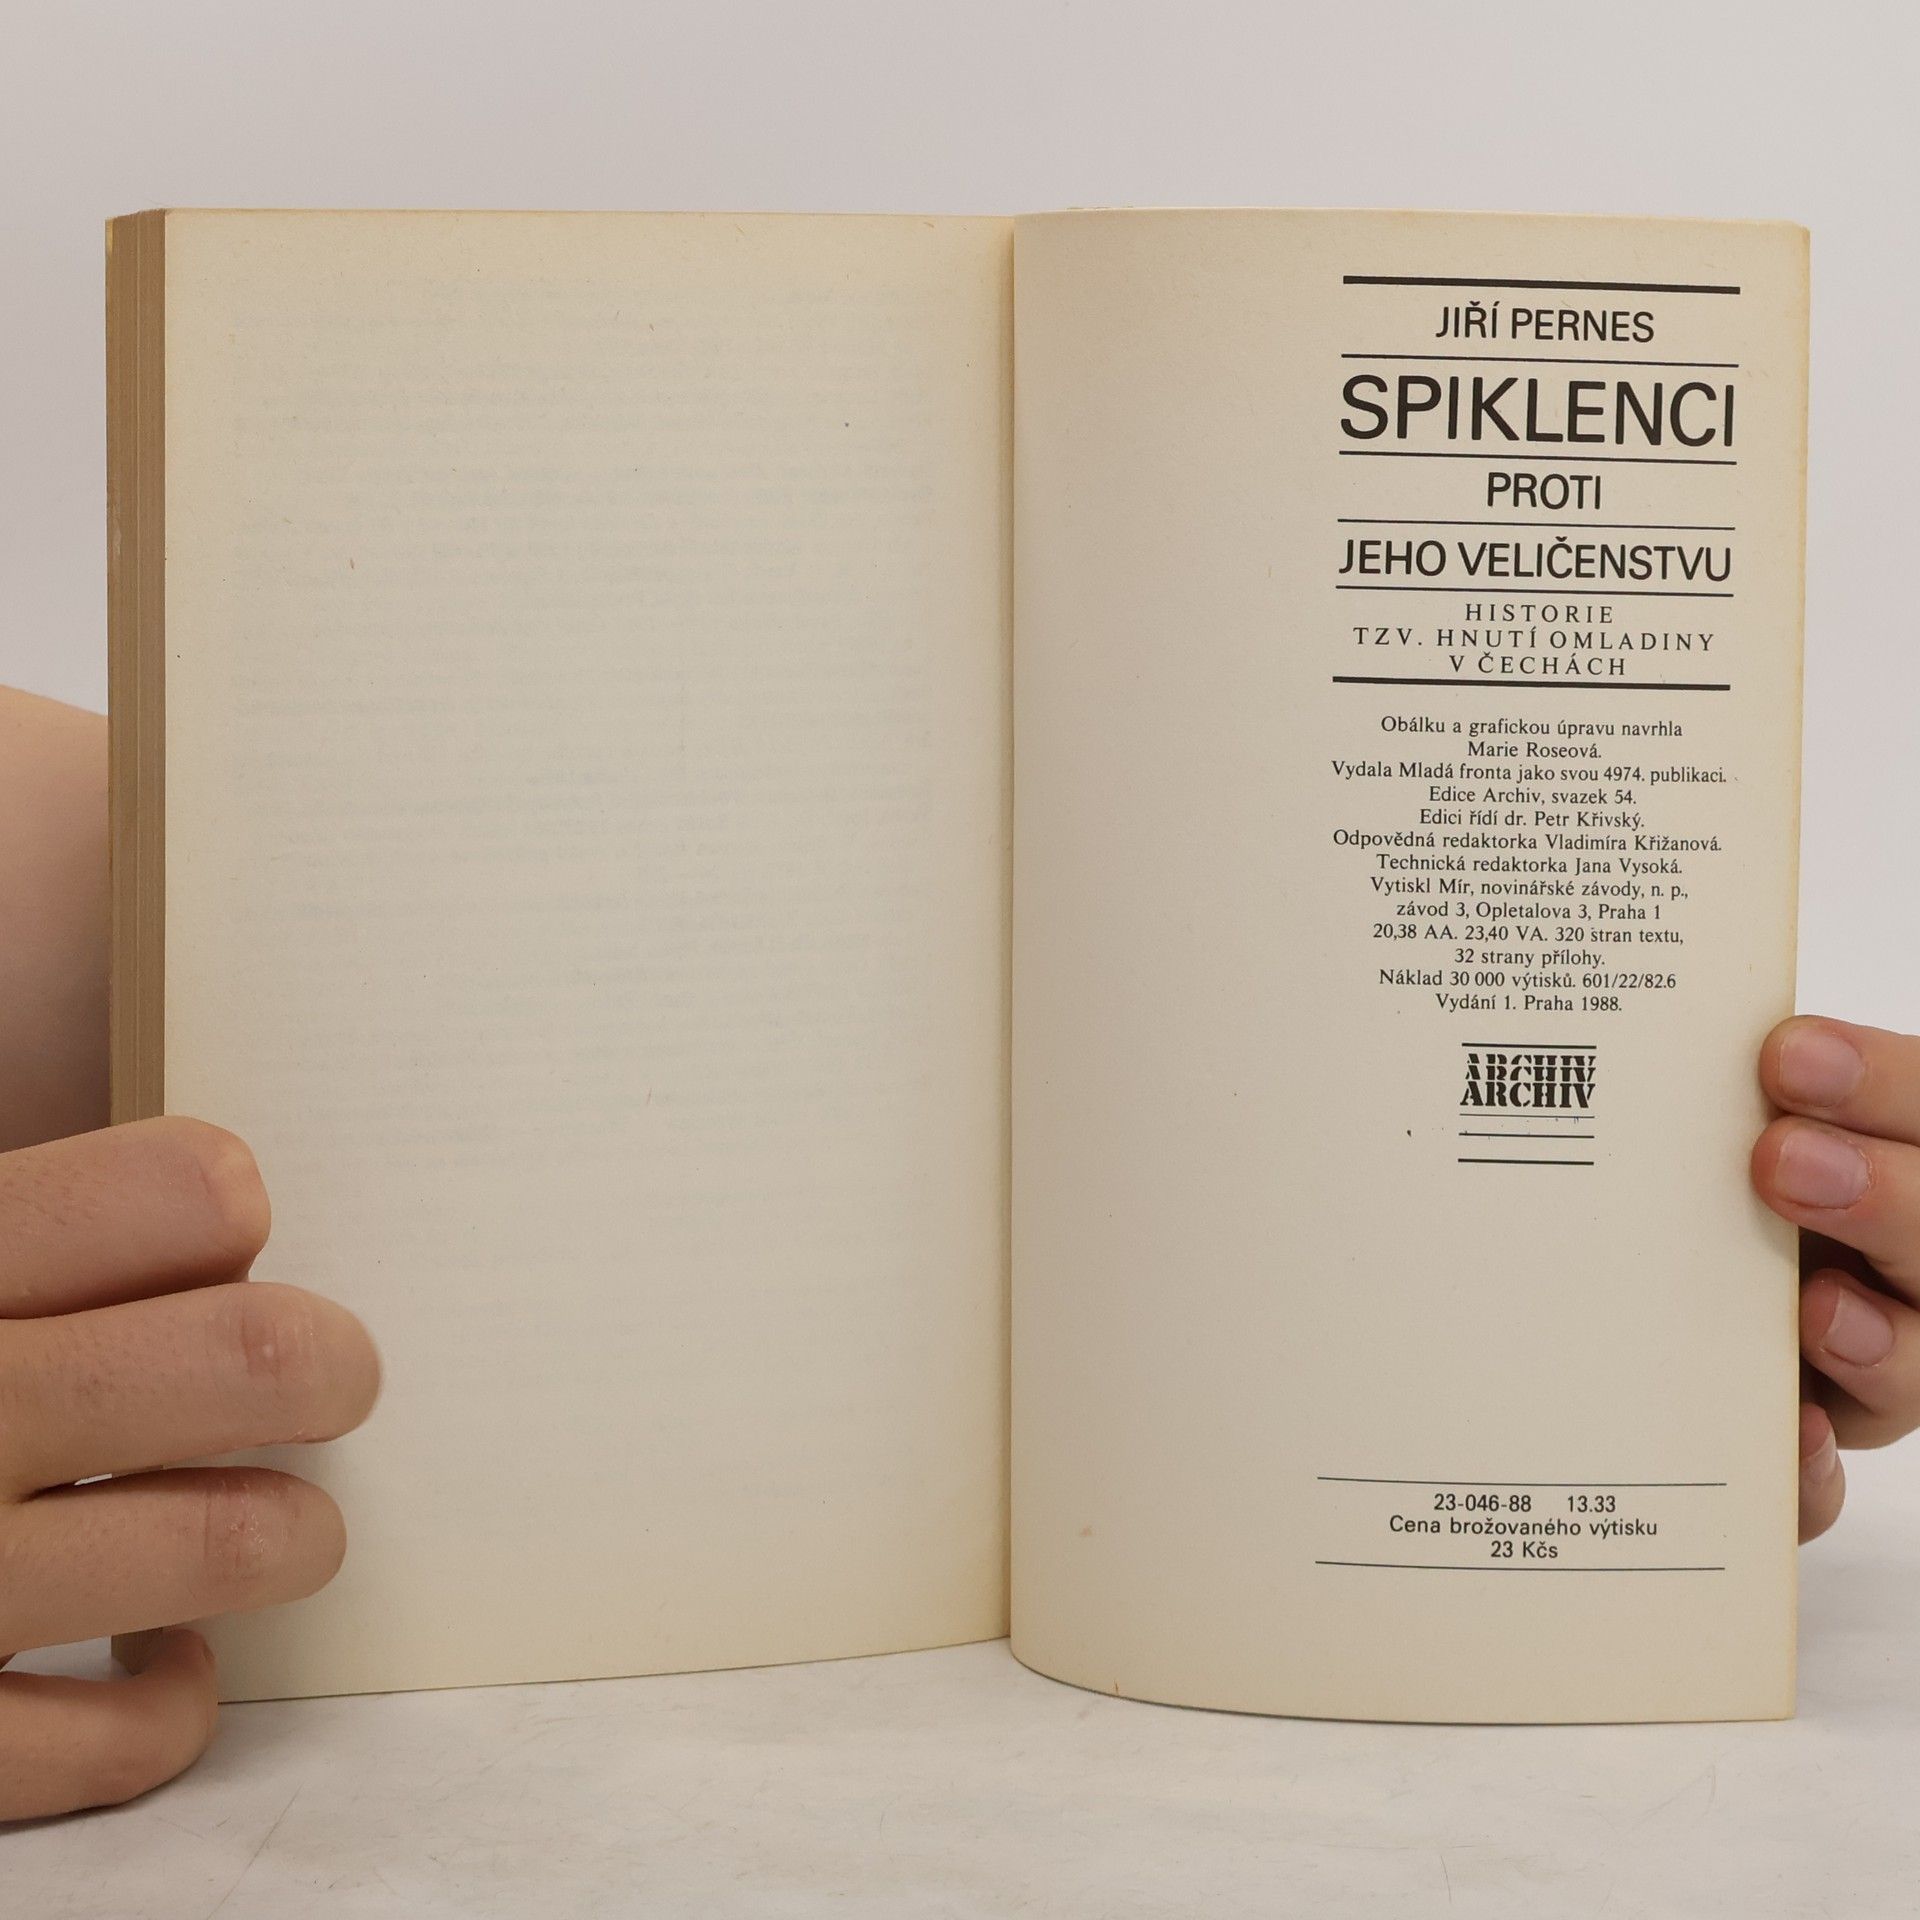 JIŘÍ PERNES
SPIKLENCI
PROTI
JEHO VELIČENSTVU
HISTORIE
TZV. HNUTÍ OMLADINY
V ČECHÁCH
Obálku a grafickou úpravu navrhla
Marie Roseová.
Vydala Mladá fronta jako svou 4974. publikaci.
Edice Archiv, svazek 54.
Edici řídí dr. Petr Křivský.
Odpovědná redaktorka Vladimíra Křižanová.
Technická redaktorka Jana Vysoká.
Vytiskl Mír, novinářské závody, n. p.,
závod 3, Opletalova 3, Praha 1
20,38 AA. 23,40 VA. 320 stran textu,
32 strany přílohy.
Náklad 30 000 výtisků. 601/22/82.6
Vydání 1. Praha 1988.
ARCHIV
ARCHIV
23-046-88 13.33
Cena brožovaného výtisku
23 Kčs